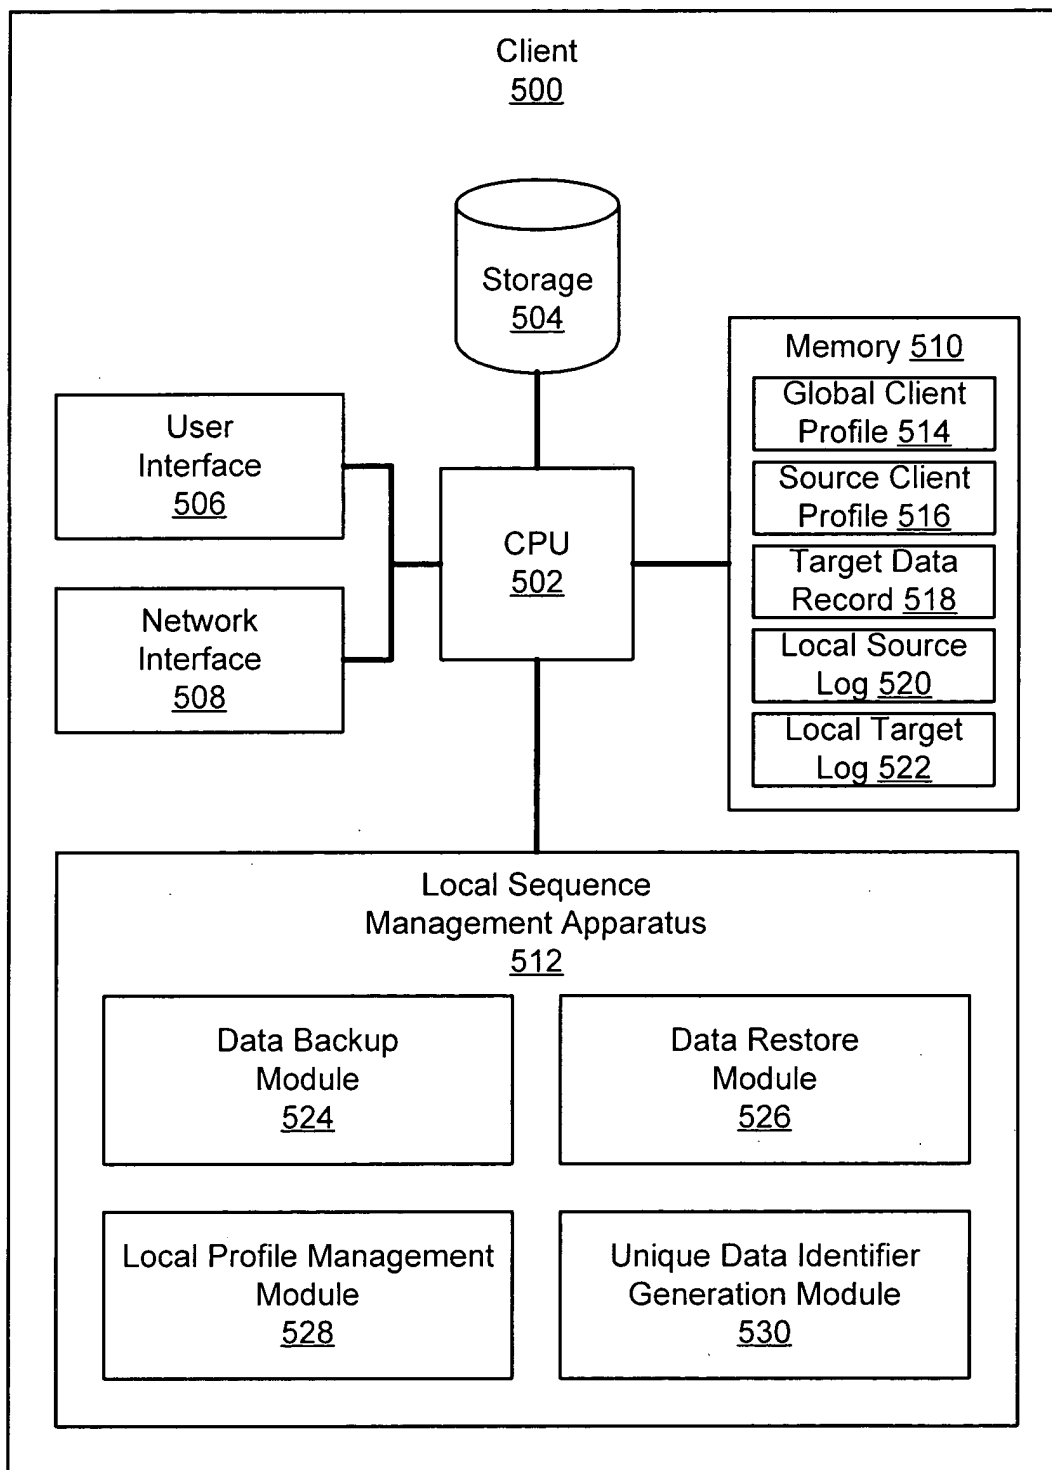 Client
500
Storage
504
Memory 510
Global Client
Profile 514
Source Client
Profile 516
Target Data
Record 518
Local Source
Log 520
Local Target
Log 522
User
Interface
506
CPU
502
Network
Interface
508
Local Sequence
Management Apparatus
512
Data Backup
Module
524
Data Restore
Module
526
Local Profile Management
Module
528
Unique Data Identifier
Generation Module
530